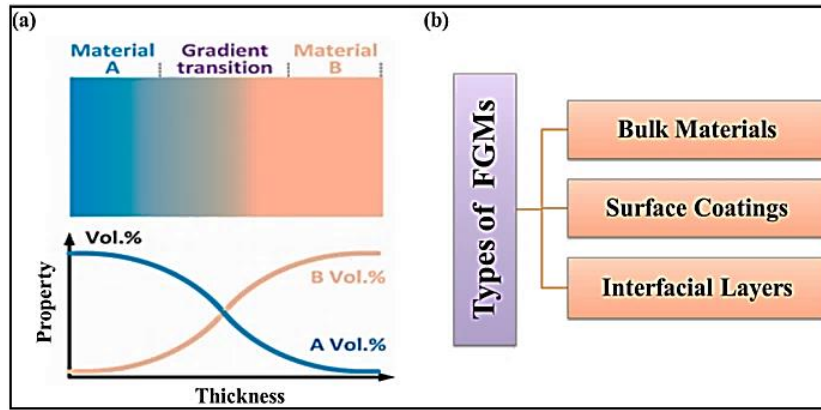 (a)
Material A
Gradient transition
Material B
Vol.%
B Vol.%
A Vol.%
Property
Thickness
(b)
Types of FGMs
Bulk Materials
Surface Coatings
Interfacial Layers